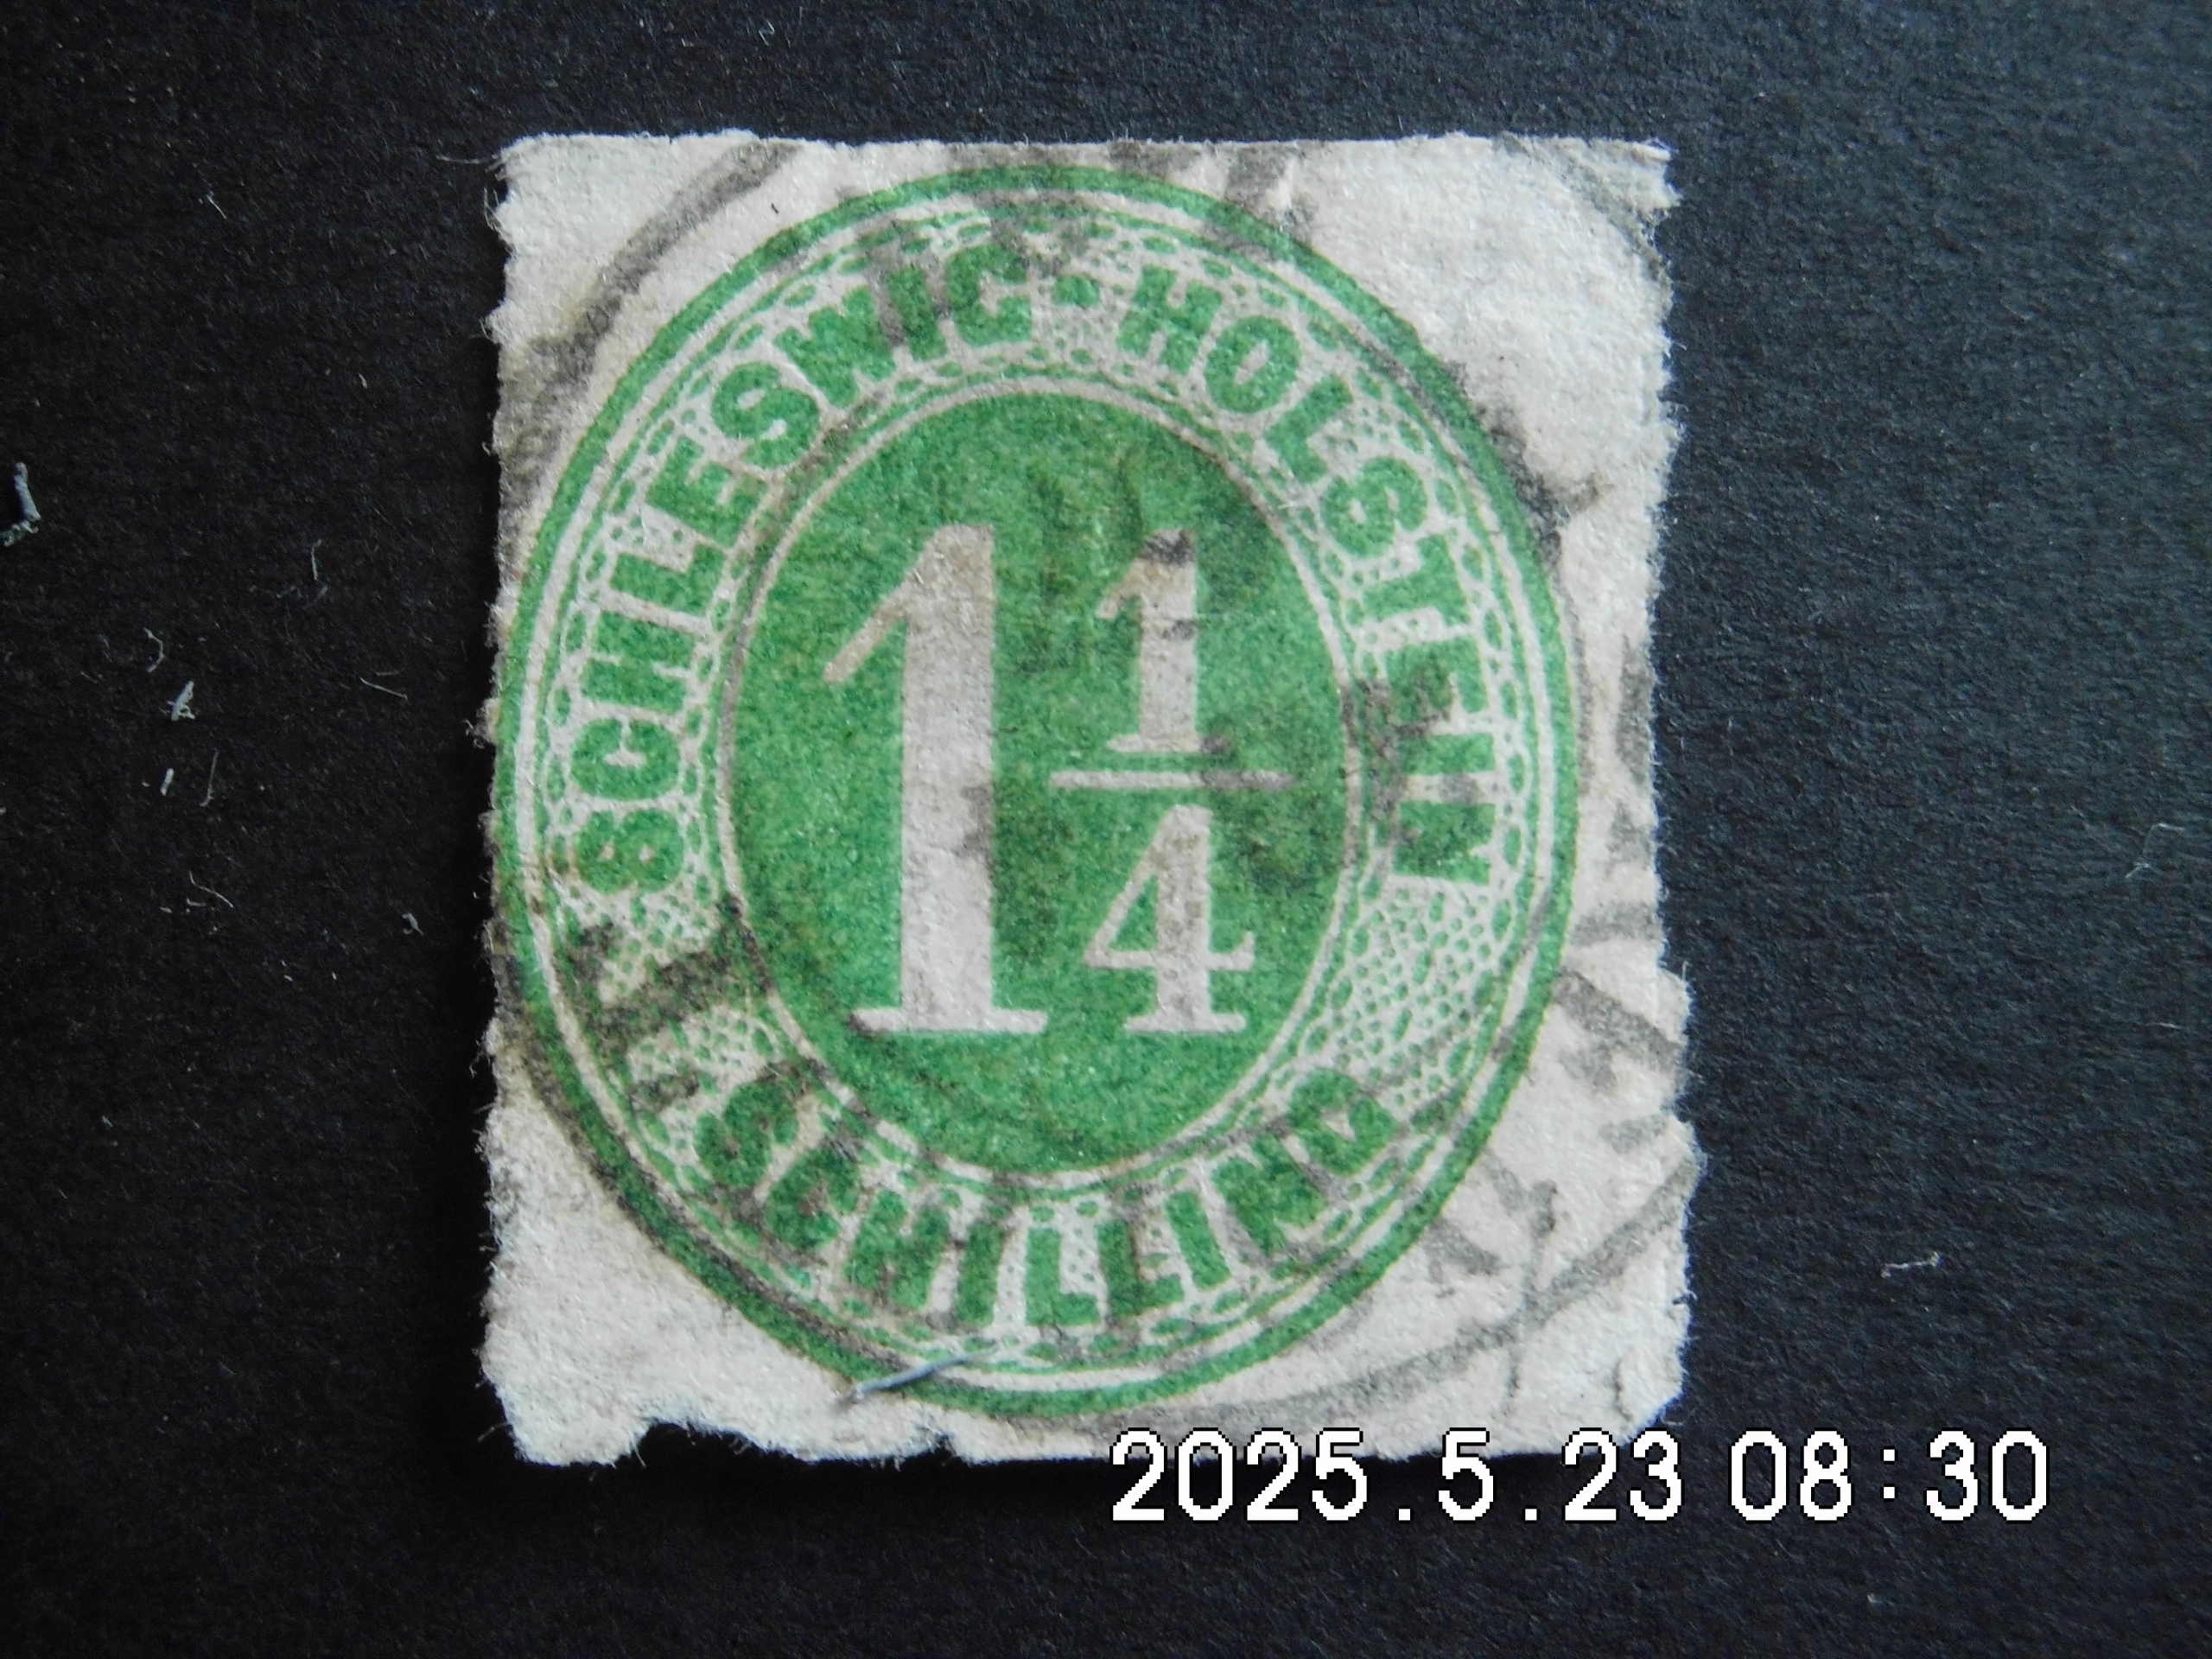 SCHLESWIG-HOLSTEIN
1 1/4
SCHILLING
2025.5.23 08:30